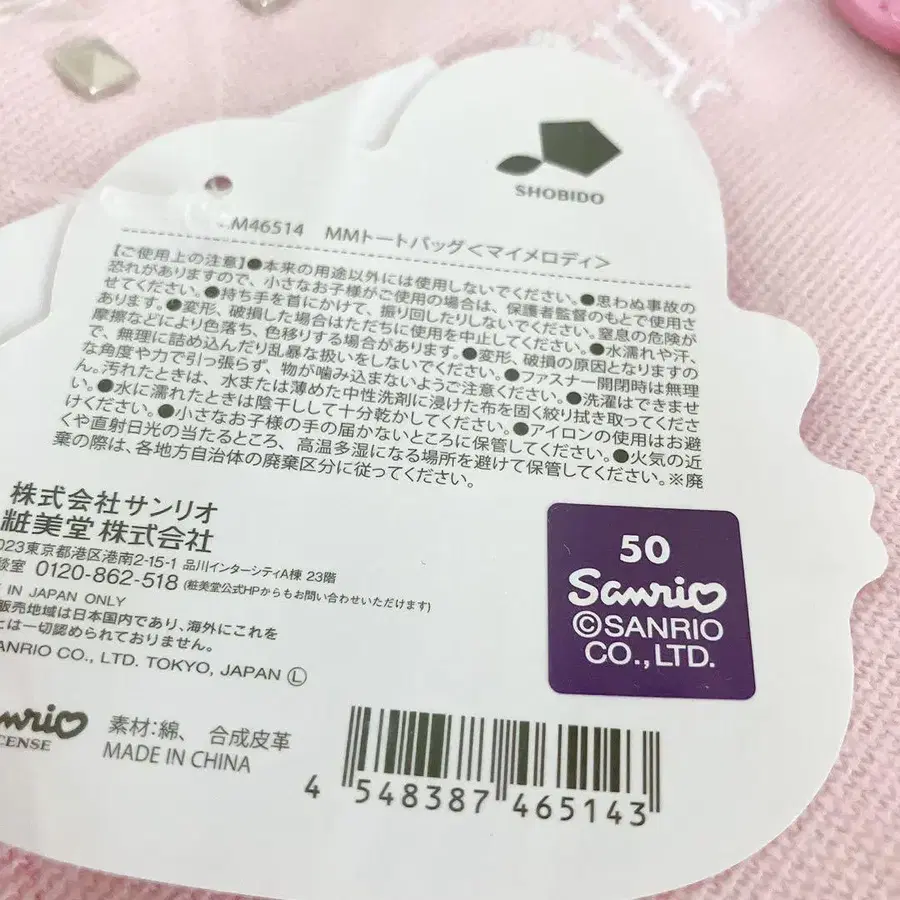 SHOBIDO
M46514 MMトートバッグ<マイメロディ>
【ご使用上の注意】●本来の用途以外には使用しないでください。●思わぬ事故の
恐れがありますので、小さなお子様がご使用の場合は、保護者監督のもとで使用さ
せてください。●持ち手を首にかけて、振り回したりしないでください。窒息の危険が
あります。●変形、破損した場合はただちに使用を中止してください。●水濡れや汗、
摩擦などにより色落ち、色移りする場合があります。●変形、破損の原因となりますの
で、無理に詰め込んだり乱暴な扱いをしないでください。●ファスナー開閉時は無理
な角度や力で引っ張らず、物が噛み込まないようご注意ください。●洗濯はできませ
ん。汚れたときは、水または薄めた中性洗剤に浸けた布を固く絞り拭き取ってくださ
い。●水に濡れたときは陰干しして十分乾かしてください。●アイロンの使用はお避
けください。●小さなお子様の手の届かないところに保管してください。●火気の近
くや直射日光の当たるところ、高温多湿になる場所を避けて保管してください。※廃
棄の際は、各地方自治体の廃棄区分に従ってください。
株式会社サンリオ
粧美堂 株式会社
023東京都港区港南2-15-1 品川インターシティA棟 23階
談室 0120-862-518 (粧美堂公式HPからもお問い合わせいただけます)
IN JAPAN ONLY
販売地域は日本国内であり、海外にこれを
とは一切認められておりません。
ANRIO CO., LTD. TOKYO, JAPAN Ⓛ
50
Sanrio
©SANRIO
CO., LTD.
anrio
CENSE
素材:綿、 合成皮革
MADE IN CHINA
4 548387 465143